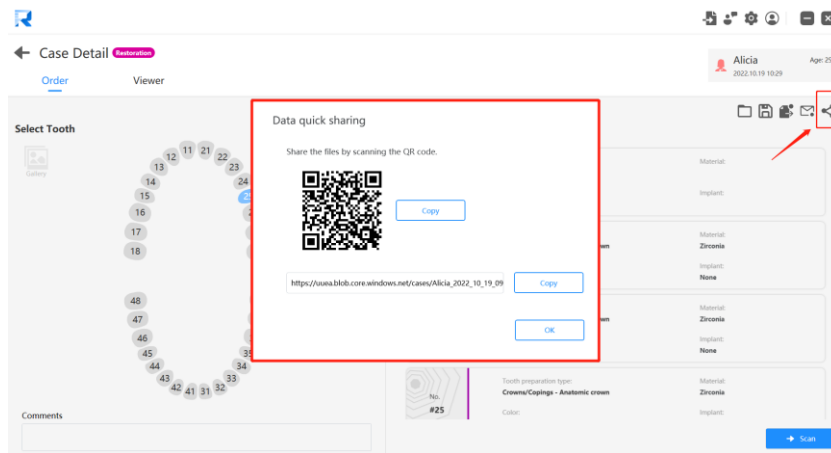 Case Detail Restoration
Alicia
Age: 25
2022.10.19 10:29
Order
Viewer
Select Tooth
Gallery
11 21
12 22
13 23
14 24
15
16
17
18
48
47
46
45
44 34
43 33
42 41 31 32
Comments
Data quick sharing
Share the files by scanning the QR code.
Copy
https://uuea.blob.core.windows.net/cases/Alicia_2022_10_19_09
Copy
OK
Material:
Implant:
Material:
Zirconia
Implant:
None
Material:
Zirconia
Implant:
None
No.
#25
Tooth preparation type:
Crowns/Copings - Anatomic crown
Color:
Material:
Zirconia
Implant:
Scan